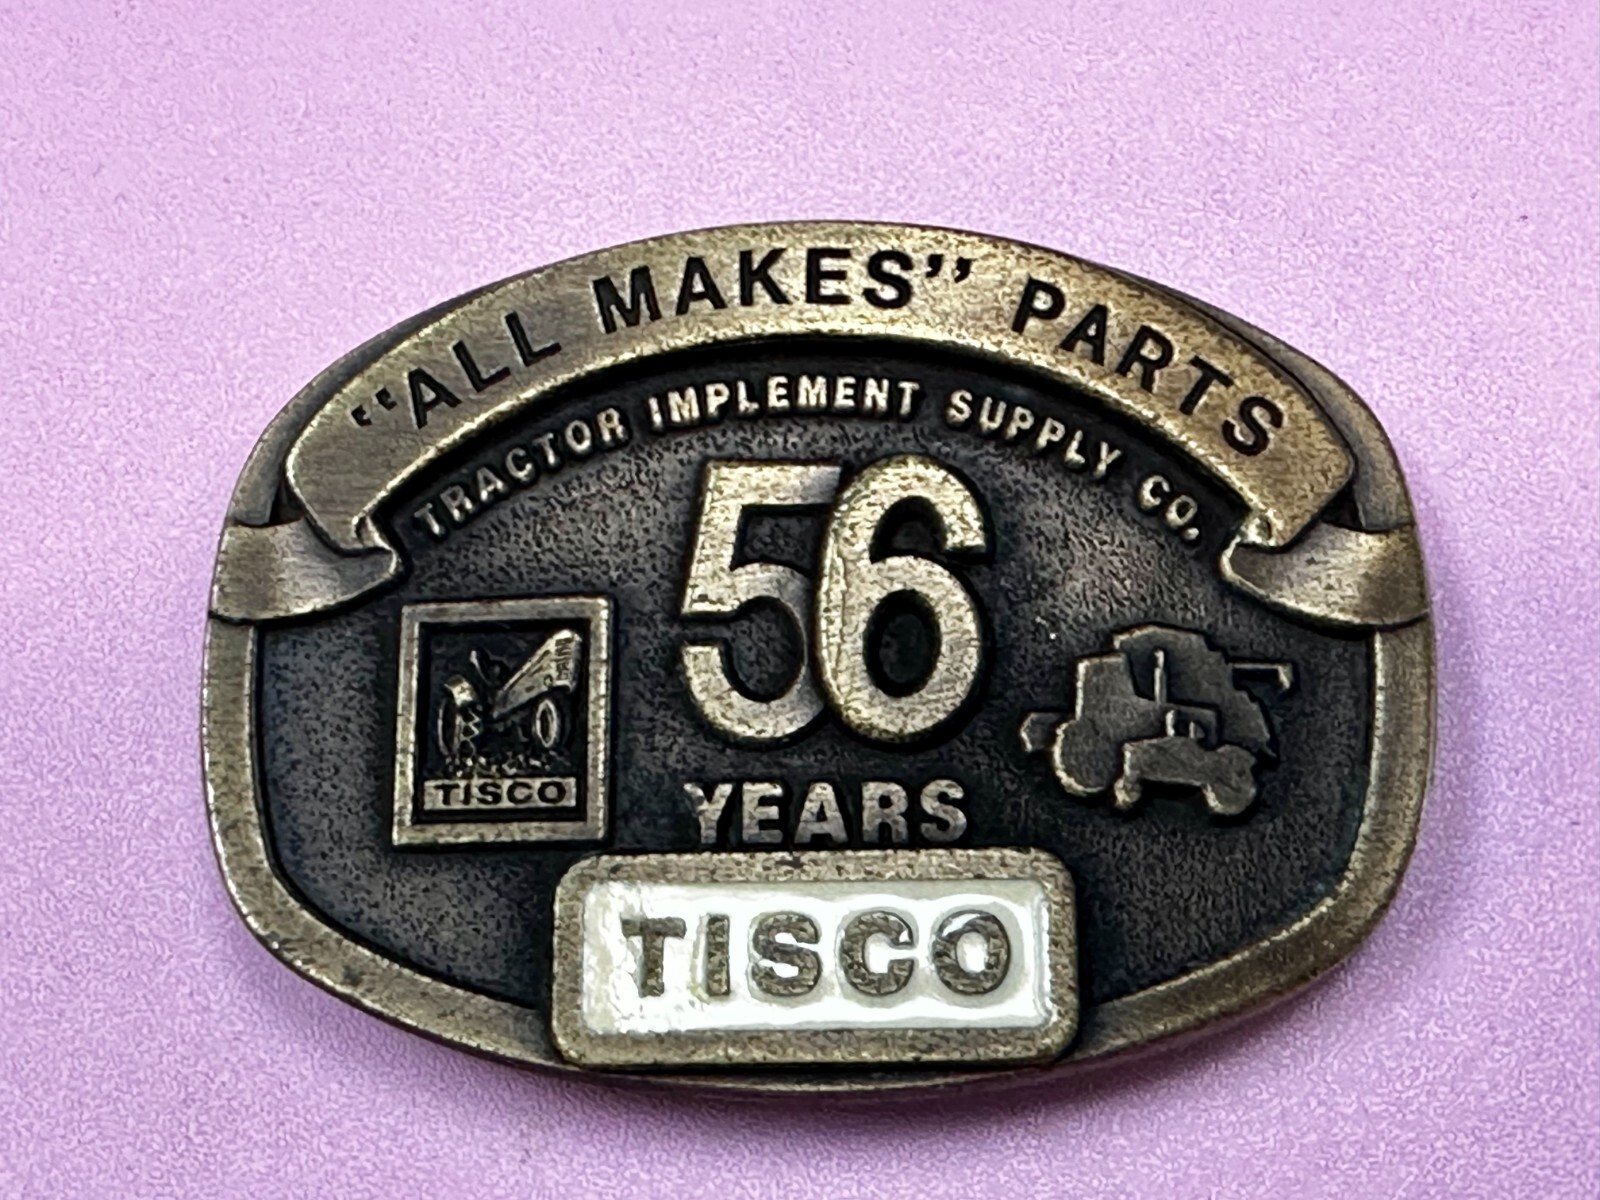 “ALL MAKES” PARTS
TRACTOR IMPLEMENT SUPPLY CO.
56
YEARS
TISCO
TISCO